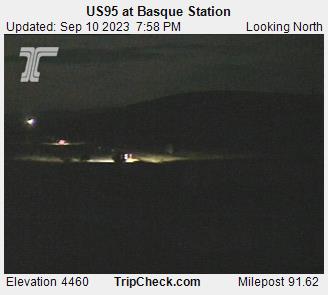 US95 at Basque Station
Updated: Sep 10 2023 7:58 PM Looking North
Elevation 4460 TripCheck.com Milepost 91.62